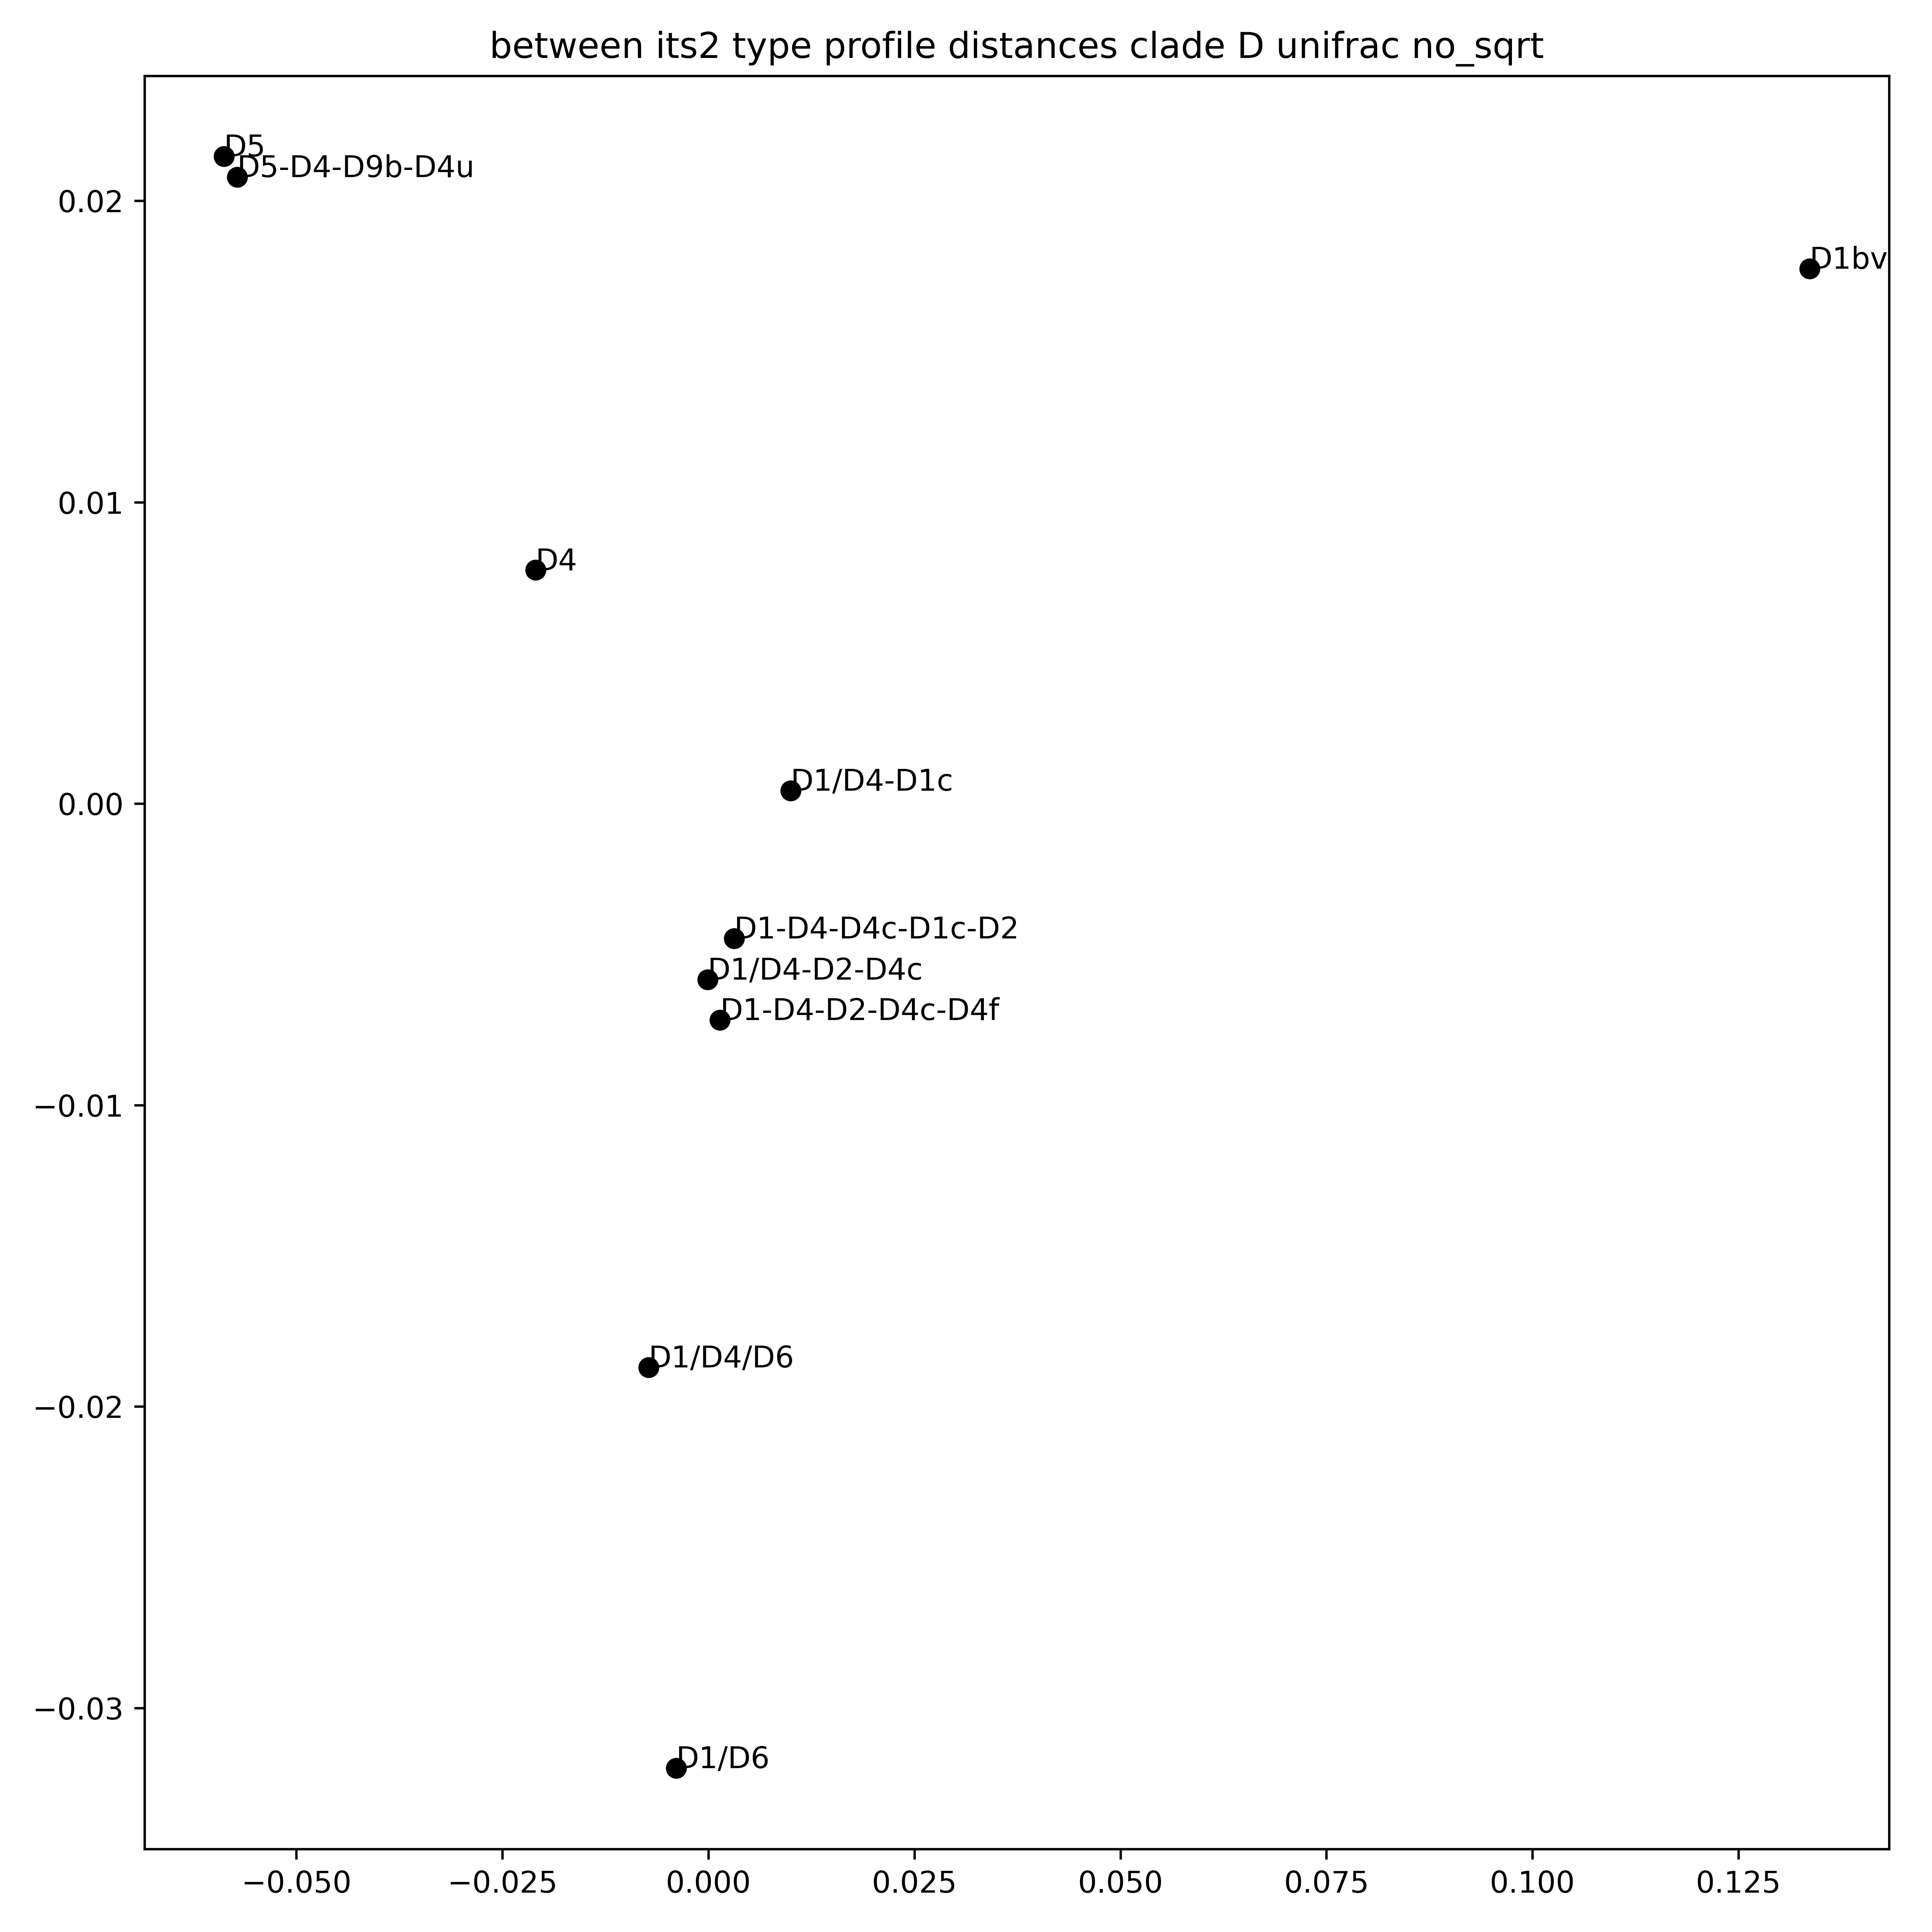 between its2 type profile distances clade D unifrac no_sqrt
D5
D5-D4-D9b-D4u
0.02
D1bv
0.01
D4
D1/D4-D1c
0.00
D1-D4-D4c-D1c-D2
D1/D4-D2-D4c
D1-D4-D2-D4c-D4f
−0.01
D1/D4/D6
−0.02
−0.03
D1/D6
−0.050 −0.025 0.000 0.025 0.050 0.075 0.100 0.125